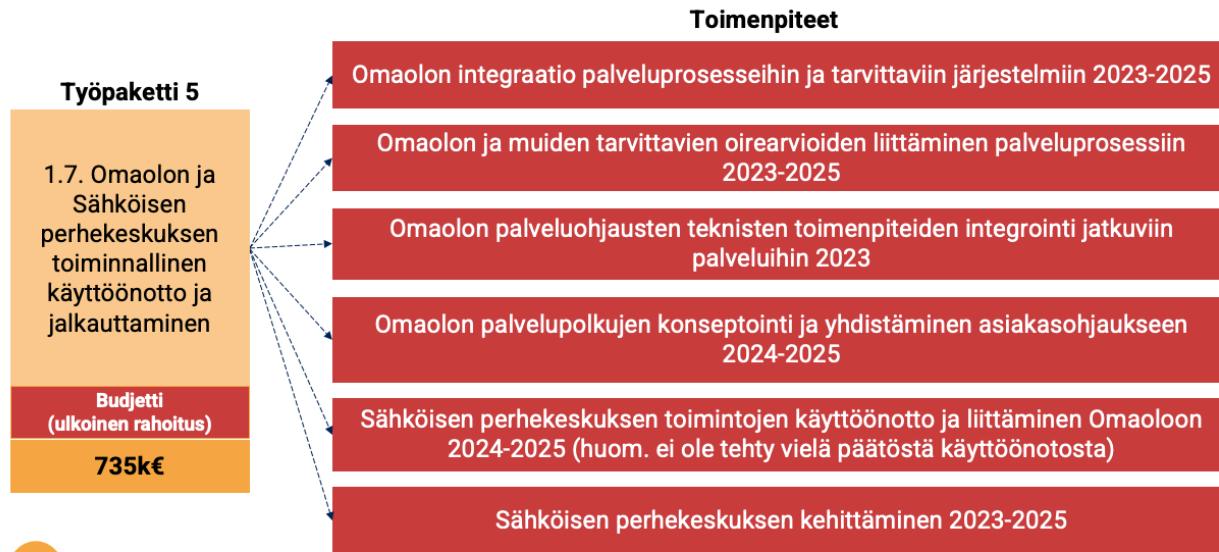 Toimenpiteet
Työpaketti 5
1.7. Omaolon ja
Sähköisen
perhekeskuksen
toiminnallinen
käyttöönotto ja
jalkauttaminen
Budjetti
(ulkoinen rahoitus)
735k€
Omaolon integraatio palveluprosesseihin ja tarvittaviin järjestelmiin 2023-2025
Omaolon ja muiden tarvittavien oirearvioiden liittäminen palveluprosessiin
2023-2025
Omaolon palveluohjausten teknisten toimenpiteiden integrointi jatkuviin
palveluihin 2023
Omaolon palvelupolkujen konseptointi ja yhdistäminen asiakasohjaukseen
2024-2025
Sähköisen perhekeskuksen toimintojen käyttöönotto ja liittäminen Omaoloon
2024-2025 (huom. ei ole tehty vielä päätöstä käyttöönotosta)
Sähköisen perhekeskuksen kehittäminen 2023-2025